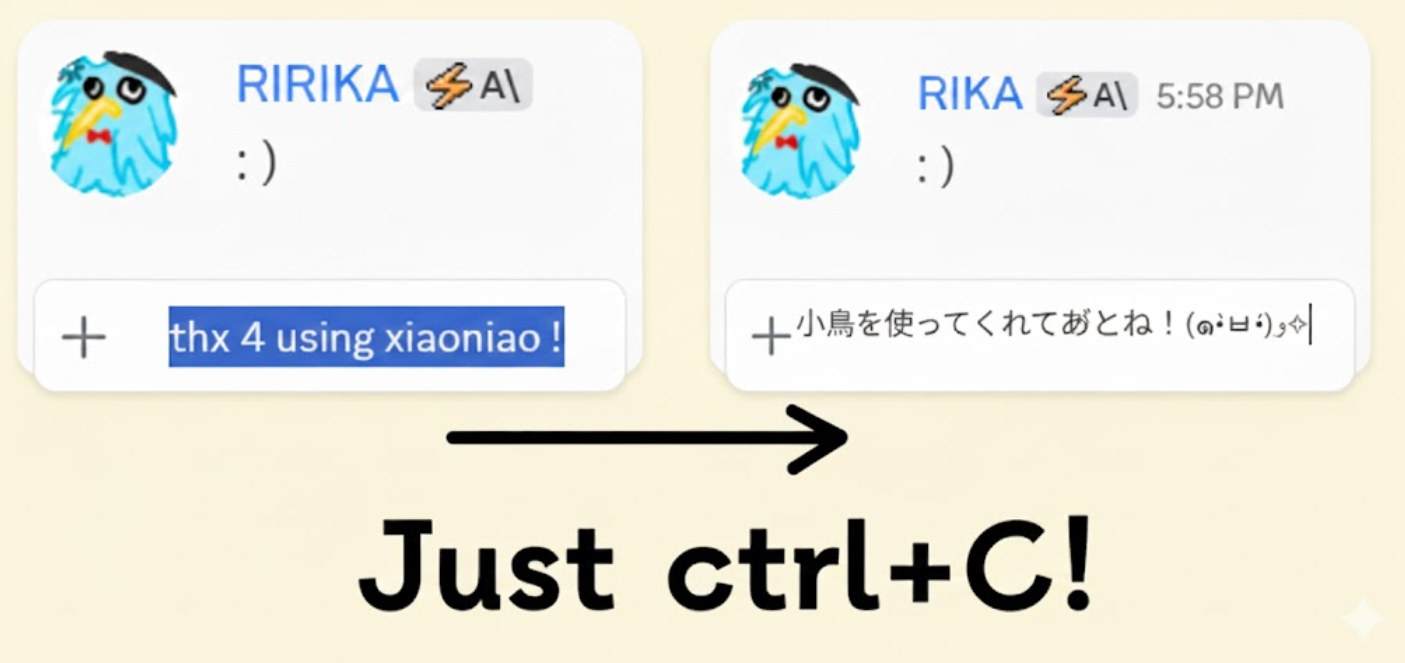 RIRIKA ⚡ A\
: )
+ thx 4 using xiaoniao !
RIKA ⚡ A\ 5:58 PM
: )
+ 小鳥を使ってくれてあ゙とね！(๑•̀ㅂ•́)و✧
Just ctrl+C!